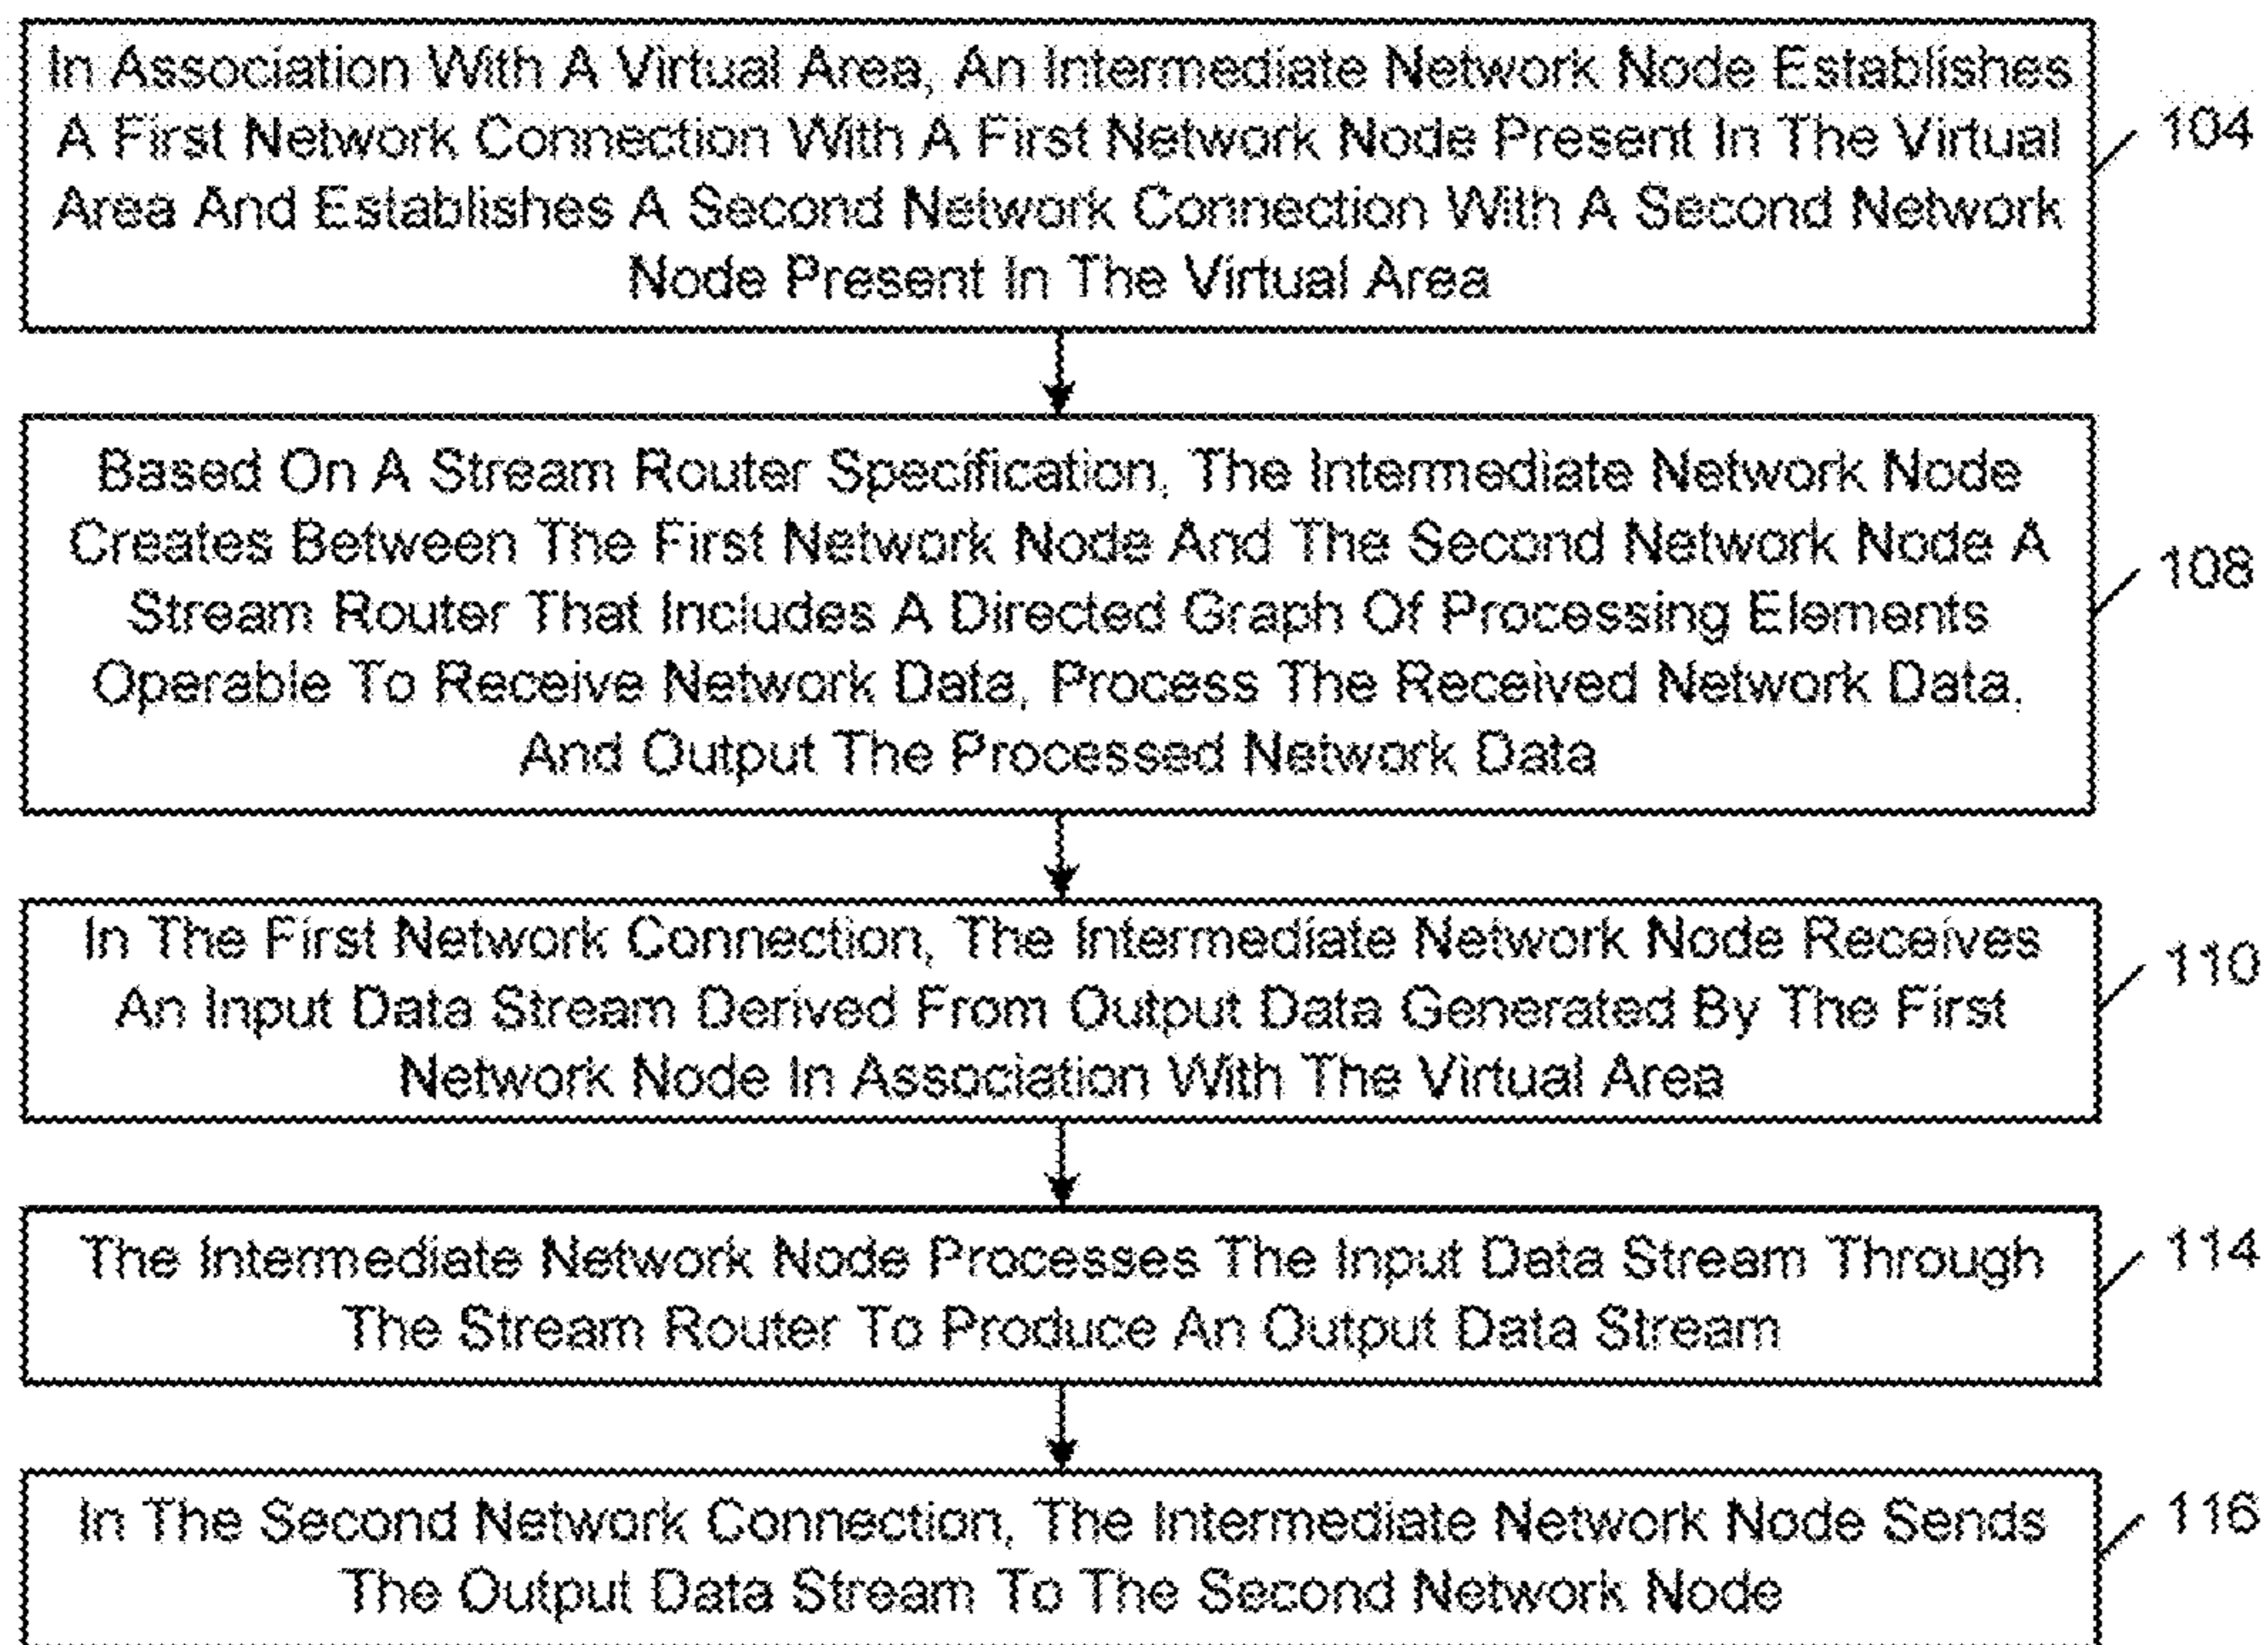 In Association With A Virtual Area, An Intermediate Network Node Establishes
A First Network Connection With A First Network Node Present In The Virtual
Area And Establishes A Second Network Connection With A Second Network
Node Present In The Virtual Area
104
Based On A Stream Router Specification, The Intermediate Network Node
Creates Between The First Network Node And The Second Network Node A
Stream Router That Includes A Directed Graph Of Processing Elements
Operable To Receive Network Data, Process The Received Network Data,
And Output The Processed Network Data
108
In The First Network Connection, The Intermediate Network Node Receives
An Input Data Stream Derived From Output Data Generated By The First
Network Node In Association With The Virtual Area
110
The Intermediate Network Node Processes The Input Data Stream Through
The Stream Router To Produce An Output Data Stream
114
In The Second Network Connection, The Intermediate Network Node Sends
The Output Data Stream To The Second Network Node
116